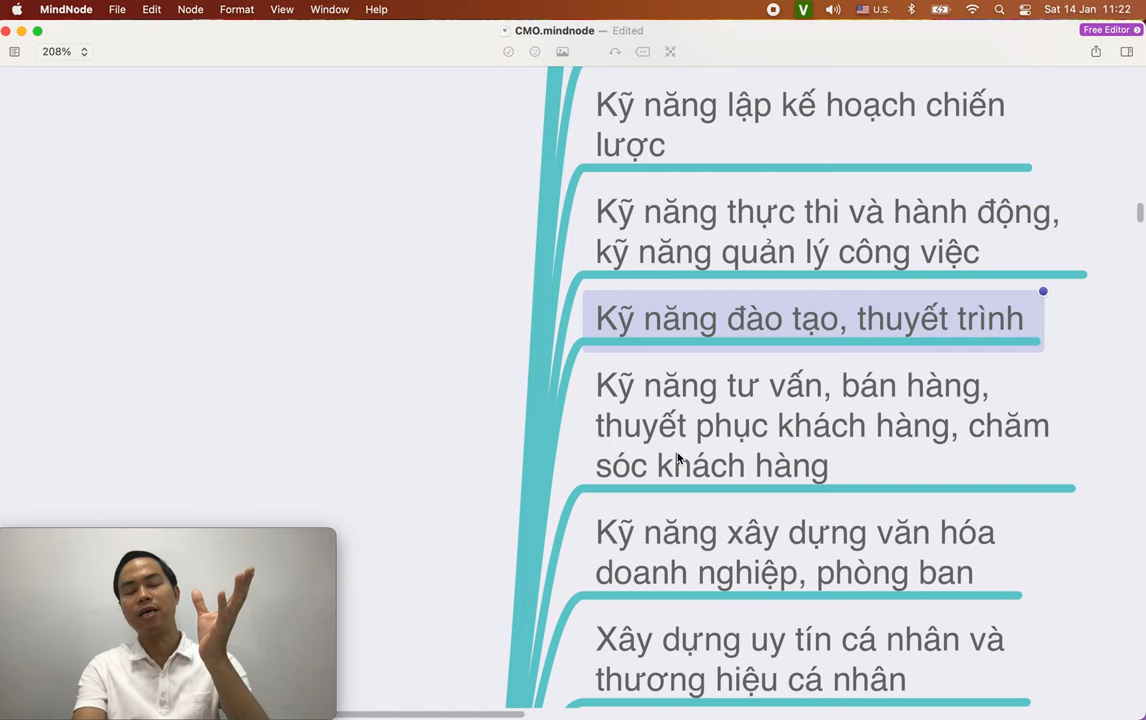 MindNode File Edit Node Format View Window Help V U.S. Sat 14 Jan 11:22
CMO.mindnode — Edited
Free Editor
208%
Kỹ năng lập kế hoạch chiến
lược
Kỹ năng thực thi và hành động,
kỹ năng quản lý công việc
Kỹ năng đào tạo, thuyết trình
Kỹ năng tư vấn, bán hàng,
thuyết phục khách hàng, chăm
sóc khách hàng
Kỹ năng xây dựng văn hóa
doanh nghiệp, phòng ban
Xây dựng uy tín cá nhân và
thương hiệu cá nhân